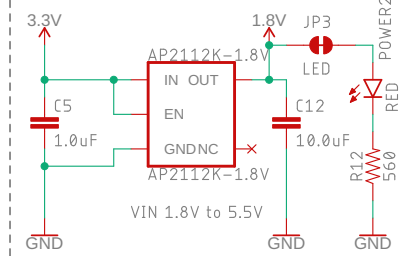 3.3V
1.8V
JP3
POWER2
AP2112K-1.8V
LED
IN OUT
C5
EN
C12
RED
1.0uF
GND NC
10.0uF
R12
560
AP2112K-1.8V
VIN 1.8V to 5.5V
GND
GND
GND